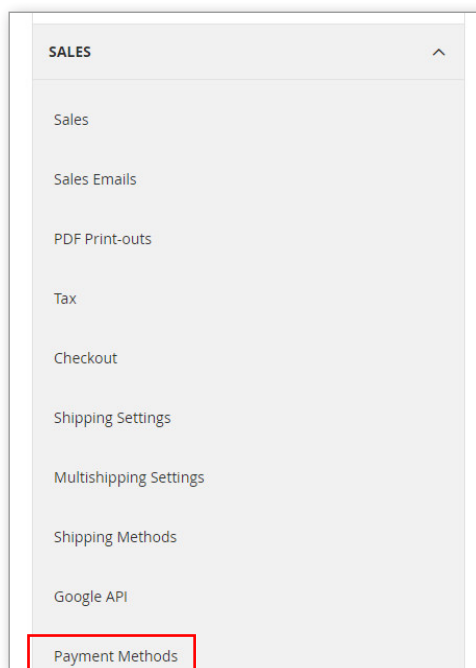 SALES
Sales
Sales Emails
PDF Print-outs
Tax
Checkout
Shipping Settings
Multishipping Settings
Shipping Methods
Google API
Payment Methods